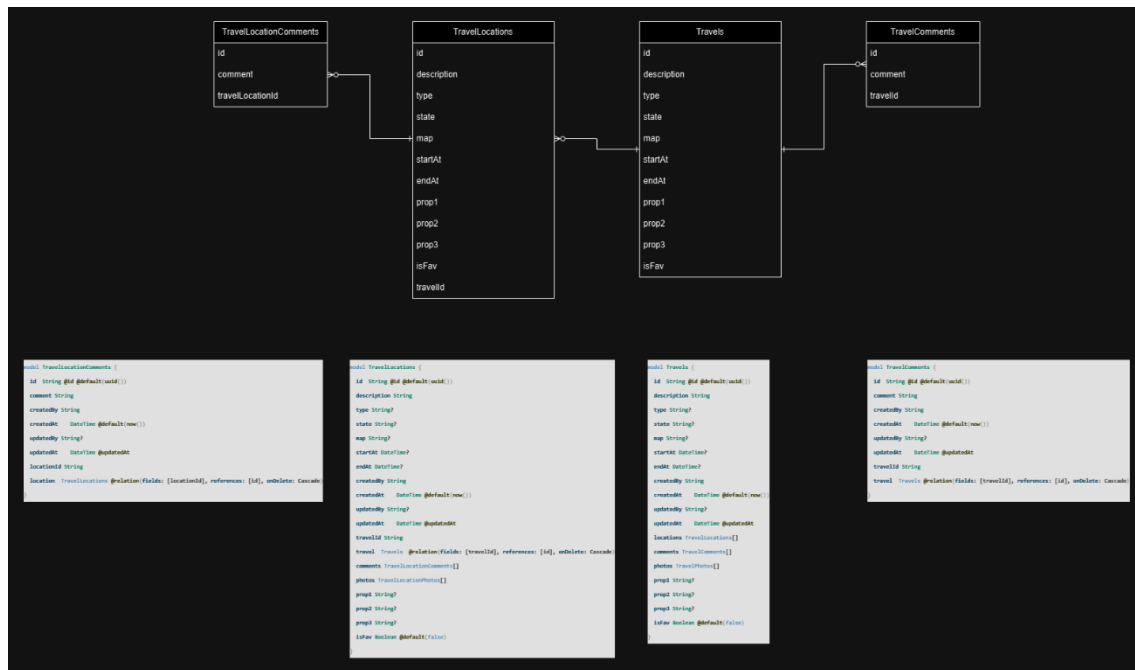 TravelLocationComments
id
comment
travelLocationId
TravelLocations
id
description
type
state
map
startAt
endAt
prop1
prop2
prop3
isFav
travelId
Travels
id
description
type
state
map
startAt
endAt
prop1
prop2
prop3
isFav
TravelComments
id
comment
travelId
model TravelLocationComments {
id String @id @default(uuid())
comment String
createdBy String
createdAt DateTime @default(now())
updatedBy String?
updatedAt DateTime @updatedAt
locationId String
location TravelLocations @relation(fields: [locationId], references: [id], onDelete: Cascade)
}
model TravelLocations {
id String @id @default(uuid())
description String
type String?
state String?
map String?
startAt DateTime?
endAt DateTime?
createdBy String
createdAt DateTime @default(now())
updatedBy String?
updatedAt DateTime @updatedAt
travelId String
travel Travels @relation(fields: [travelId], references: [id], onDelete: Cascade)
comments TravelLocationComments[]
photos TravelLocationPhotos[]
prop1 String?
prop2 String?
prop3 String?
isFav Boolean @default(false)
}
model Travels {
id String @id @default(uuid())
description String
type String?
state String?
map String?
startAt DateTime?
endAt DateTime?
createdBy String
createdAt DateTime @default(now())
updatedBy String?
updatedAt DateTime @updatedAt
locations TravelLocations[]
comments TravelComments[]
photos TravelPhotos[]
prop1 String?
prop2 String?
prop3 String?
isFav Boolean @default(false)
}
model TravelComments {
id String @id @default(uuid())
comment String
createdBy String
createdAt DateTime @default(now())
updatedBy String?
updatedAt DateTime @updatedAt
travelId String
travel Travels @relation(fields: [travelId], references: [id], onDelete: Cascade)
}